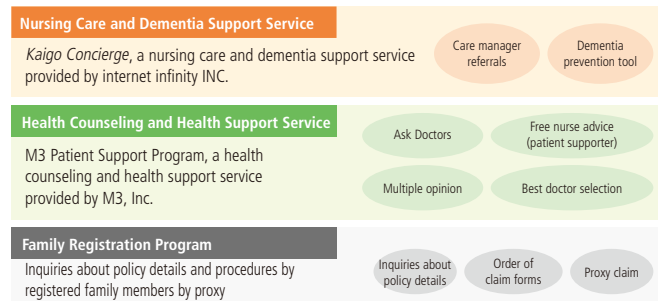 Nursing Care and Dementia Support Service
Kaigo Concierge, a nursing care and dementia support service
provided by internet infinity INC.
Care manager
referrals
Dementia
prevention tool
Health Counseling and Health Support Service
M3 Patient Support Program, a health
counseling and health support service
provided by M3, Inc.
Ask Doctors
Free nurse advice
(patient supporter)
Multiple opinion
Best doctor selection
Family Registration Program
Inquiries about policy details and procedures by
registered family members by proxy
Inquiries about
policy details
Order of
claim forms
Proxy claim